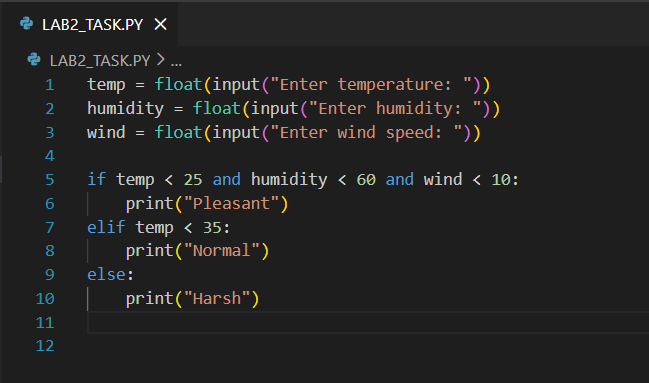 LAB2_TASK.PY ×
LAB2_TASK.PY > ...
1 temp = float(input("Enter temperature: "))
2 humidity = float(input("Enter humidity: "))
3 wind = float(input("Enter wind speed: "))
4
5 if temp < 25 and humidity < 60 and wind < 10:
6     print("Pleasant")
7 elif temp < 35:
8     print("Normal")
9 else:
10     print("Harsh")
11
12